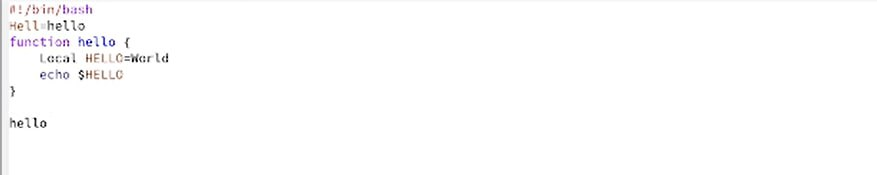 #!/bin/bash
Hell=hello
function hello {
    Local HELLO=World
    echo $HELLO
}
hello